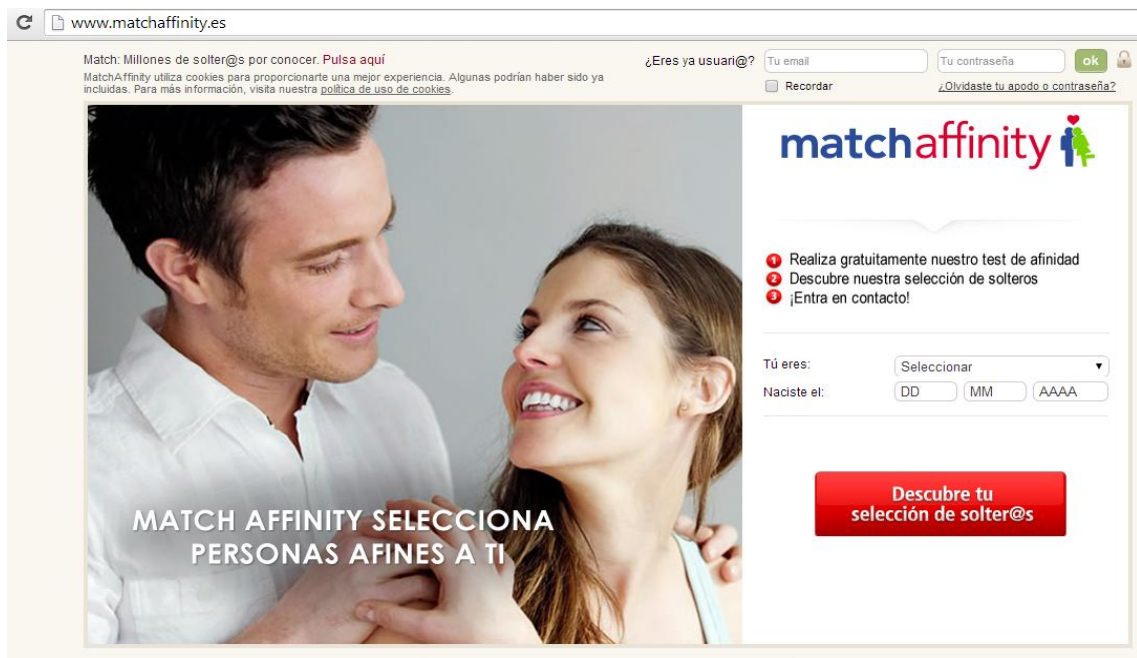 www.matchaffinity.es
Match: Millones de solter@s por conocer. Pulsa aquí
MatchAffinity utiliza cookies para proporcionarte una mejor experiencia. Algunas podrían haber sido ya
incluidas. Para más información, visita nuestra política de uso de cookies.
¿Eres ya usuari@? Tu email Tu contraseña ok
Recordar ¿Olvidaste tu apodo o contraseña?
matchaffinity
1 Realiza gratuitamente nuestro test de afinidad
2 Descubre nuestra selección de solteros
3 ¡Entra en contacto!
Tú eres: Seleccionar
Naciste el: DD MM AAAA
Descubre tu
selección de solter@s
MATCH AFFINITY SELECCIONA
PERSONAS AFINES A TI